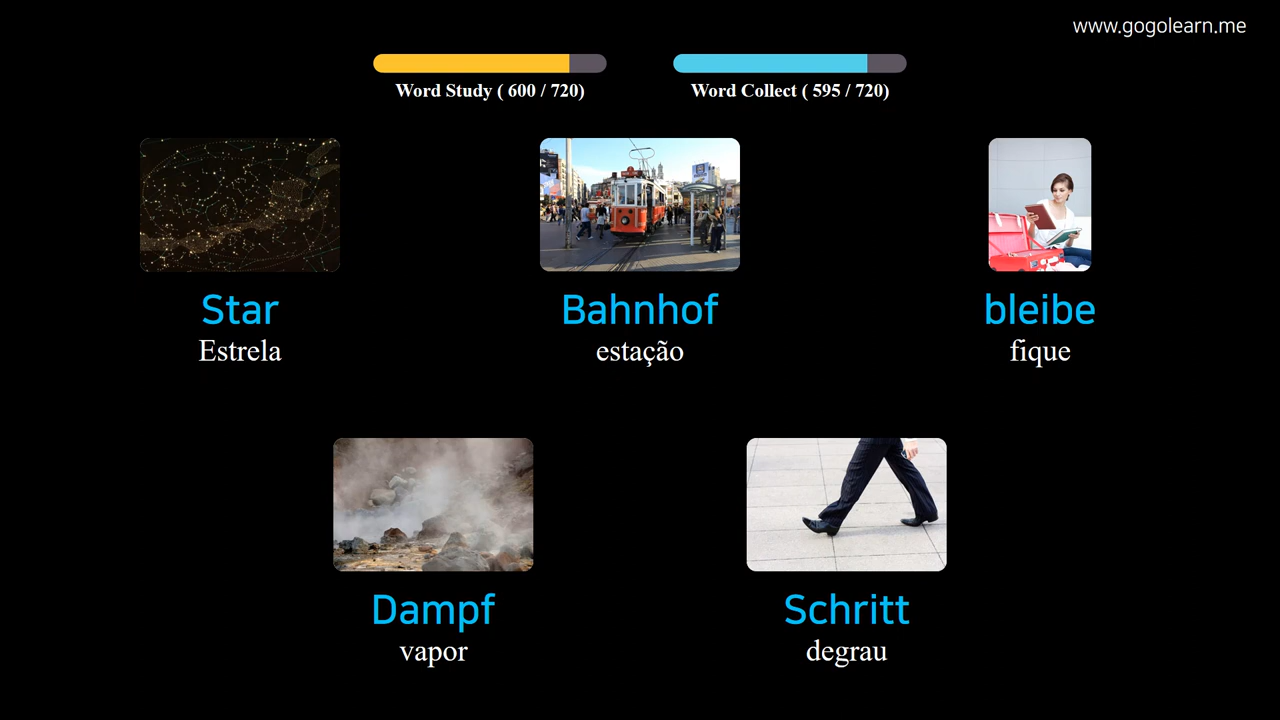 www.gogolearn.me
Word Study ( 600 / 720)
Word Collect ( 595 / 720)
Star
Estrela
Bahnhof
estação
bleibe
fique
Dampf
vapor
Schritt
degrau